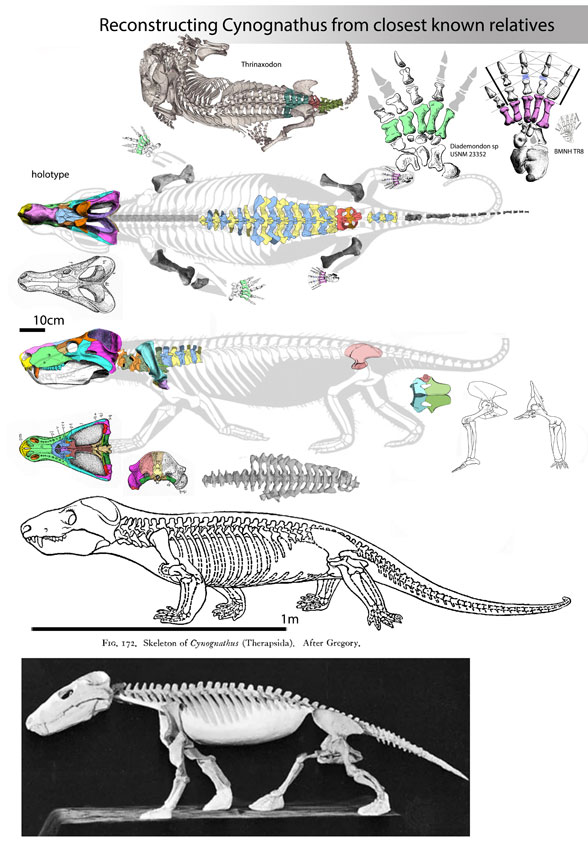 Reconstructing Cynognathus from closest known relatives
Thrinaxodon
Diademondon sp
USNM 23352
BMNH TR8
holotype
10cm
1m
Fig. 172. Skeleton of Cynognathus (Therapsida). After Gregory.